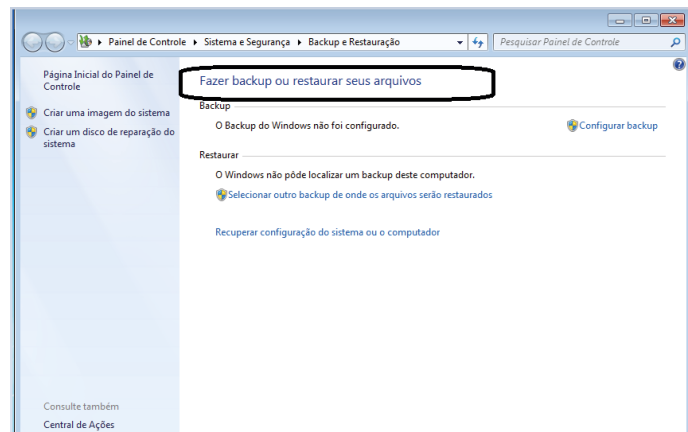 Painel de Controle ▸ Sistema e Segurança ▸ Backup e Restauração
Pesquisar Painel de Controle
Página Inicial do Painel de
Controle
Criar uma imagem do sistema
Criar um disco de reparação do
sistema
Fazer backup ou restaurar seus arquivos
Backup
O Backup do Windows não foi configurado.
Configurar backup
Restaurar
O Windows não pôde localizar um backup deste computador.
Selecionar outro backup de onde os arquivos serão restaurados
Recuperar configuração do sistema ou o computador
Consulte também
Central de Ações